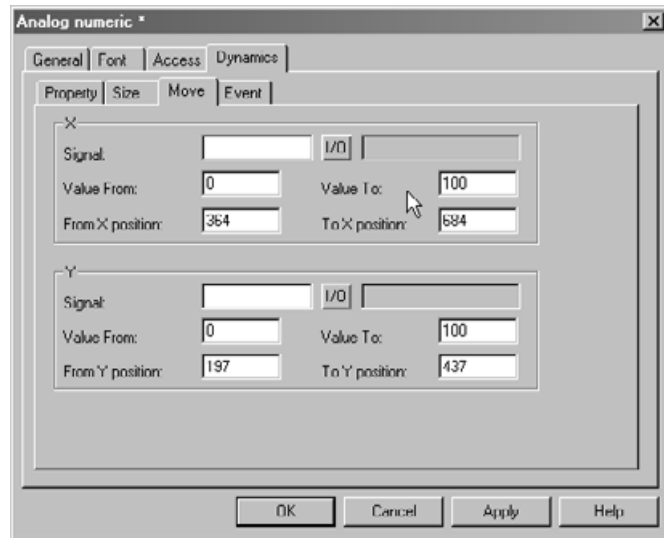 Analog numeric *
General Font Access Dynamics
Property Size Move Event
X
Signal: I/O
Value From: 0 Value To: 100
From X position: 364 To X position: 684
Y
Signal: I/O
Value From: 0 Value To: 100
From Y position: 197 To Y position: 437
OK Cancel Apply Help